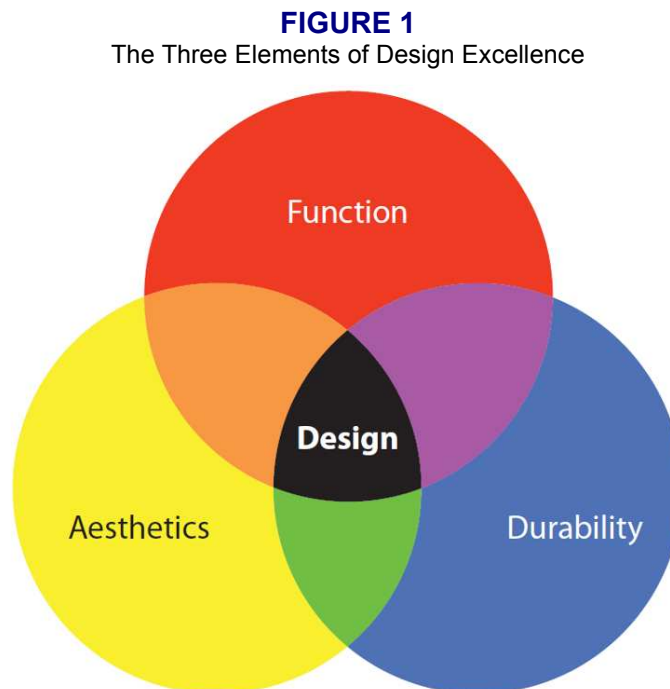 FIGURE 1
The Three Elements of Design Excellence
Function
Design
Aesthetics
Durability